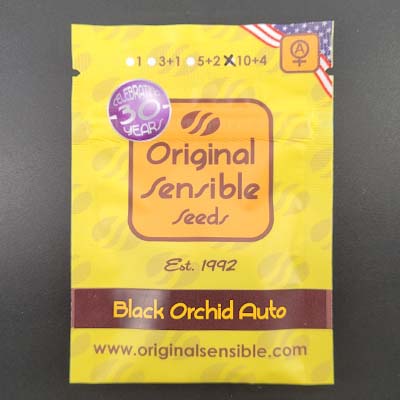 1 3+1 5+2 10+4
A
CELEBRATING
30
YEARS
Original
Sensible
Seeds
Est. 1992
Black Orchid Auto
www.originalsensible.com